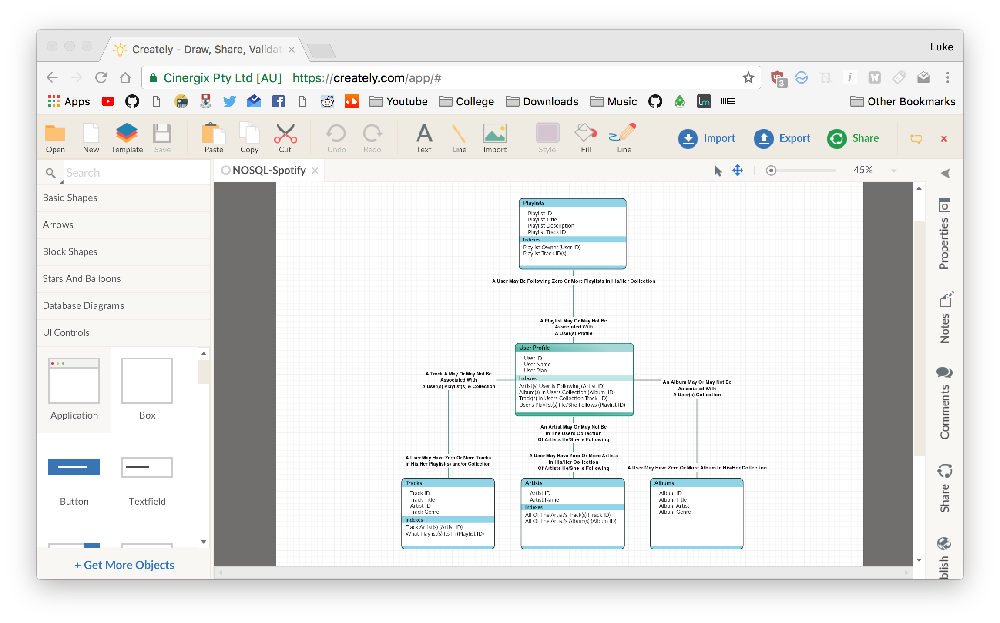 Creately - Draw, Share, Validat
Luke
Cinergix Pty Ltd [AU] https://creately.com/app/#
3
Apps
Youtube
College
Downloads
Music
Other Bookmarks
Open
New
Template
Save
Paste
Copy
Cut
Undo
Redo
Text
Line
Import
Style
Fill
Line
Import
Export
Share
Search
NOSQL-Spotify
45%
Basic Shapes
Arrows
Block Shapes
Stars And Balloons
Database Diagrams
UI Controls
Application
Box
Button
Textfield
+ Get More Objects
Playlists
Playlist ID
Playlist Title
Playlist Description
Playlist Track ID
Indexes
Playlist Owner (User ID)
Playlist Track ID(s)
A User May Be Following Zero Or More Playlists In His/Her Collection
A Playlist May Or May Not Be
Associated With
A User(s) Profile
User Profile
User ID
User Name
User Plan
Indexes
Artist(s) User Is Following (Artist ID)
Album(s) In Users Collection (Album ID)
Track(s) In Users Collection Track ID)
User's Playlist(s) He/She Follows (Playlist ID)
A Track A May Or May Not Be
Associated With
A User(s) Playlist(s) & Collection
An Album May Or May Not Be
Associated With
A User(s) Collection
An Artist May Or May Not Be
In The Users Collection
Of Artists He/She Is Following
A User May Have Zero Or More Tracks
In His/Her Playlist(s) and/or Collection
A User May Have Zero Or More Artists
In His/Her Collection
Of Artists He/She Is Following
A User May Have Zero Or More Album In His/Her Collection
Tracks
Track ID
Track Title
Artist ID
Track Genre
Indexes
Track Artist(s) (Artist ID)
What Playlist(s) Its In (Playlist ID)
Artists
Artist ID
Artist Name
Indexes
All Of The Artist's Track(s) (Track ID)
All Of The Artist's Album(s) (Album ID)
Albums
Album ID
Album Title
Album Artist
Album Genre
Properties
Notes
Comments
Share
blish